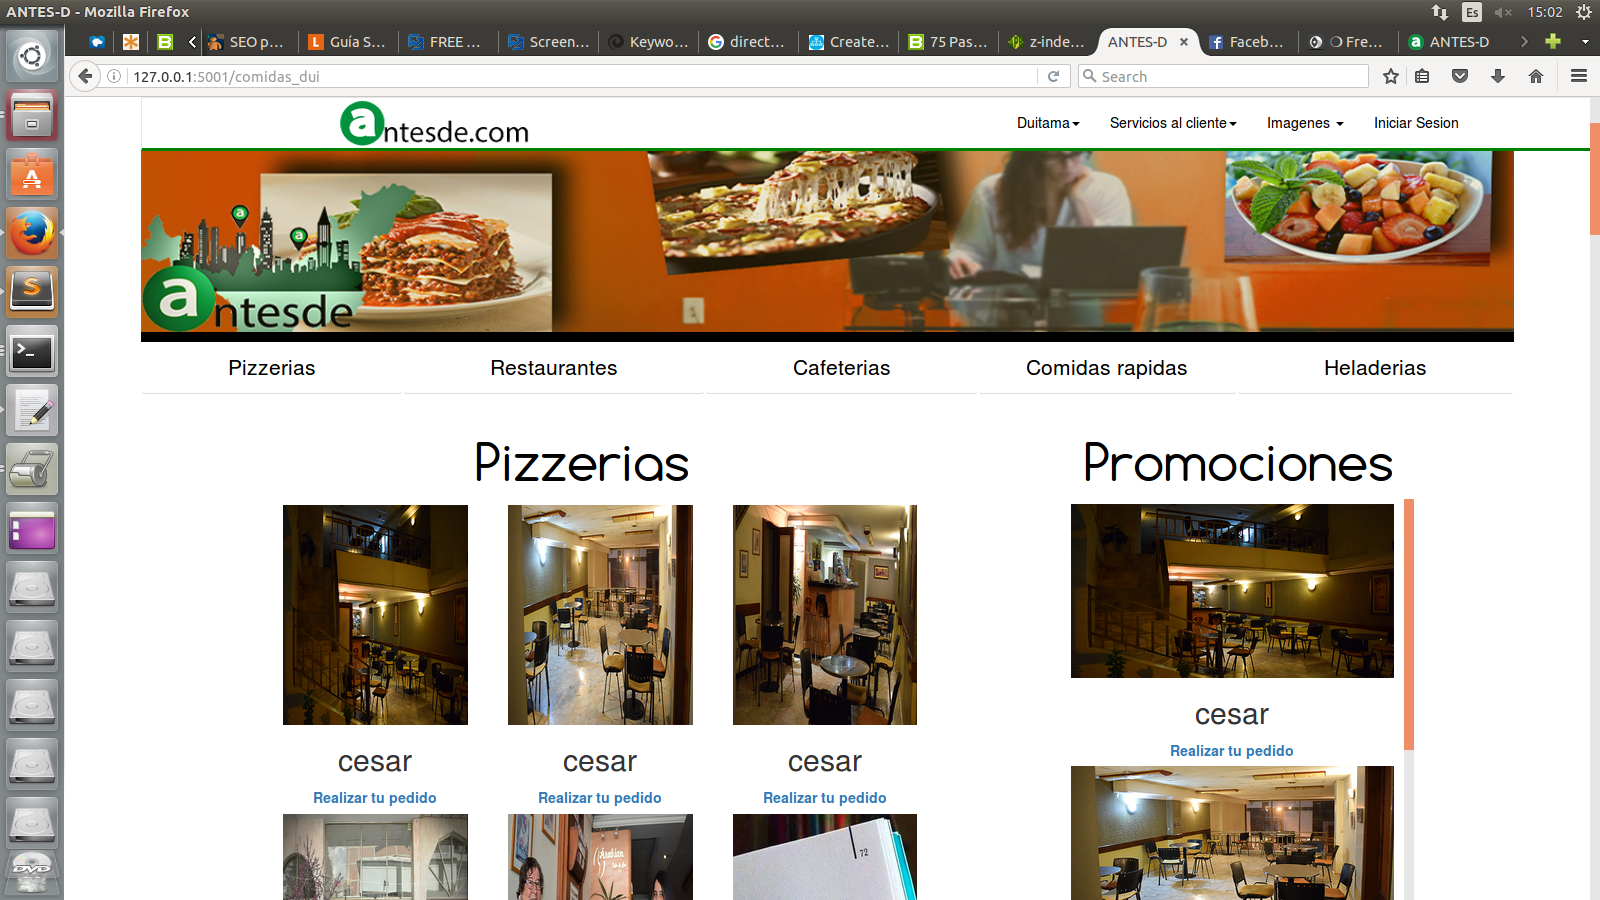 ANTES-D - Mozilla Firefox
Es
15:02
SEO p...
Guía S...
FREE ...
Screen...
Keywo...
direct...
Create...
75 Pas...
z-inde...
ANTES-D
Faceb...
Fre...
ANTES-D
127.0.0.1:5001/comidas_dui
Search
antesde.com
Duitama
Servicios al cliente
Imagenes
Iniciar Sesion
antesde
Pizzerias
Restaurantes
Cafeterias
Comidas rapidas
Heladerias
Pizzerias
Promociones
cesar
Realizar tu pedido
cesar
cesar
cesar
Realizar tu pedido
Realizar tu pedido
Realizar tu pedido
Arabian
72
DVD